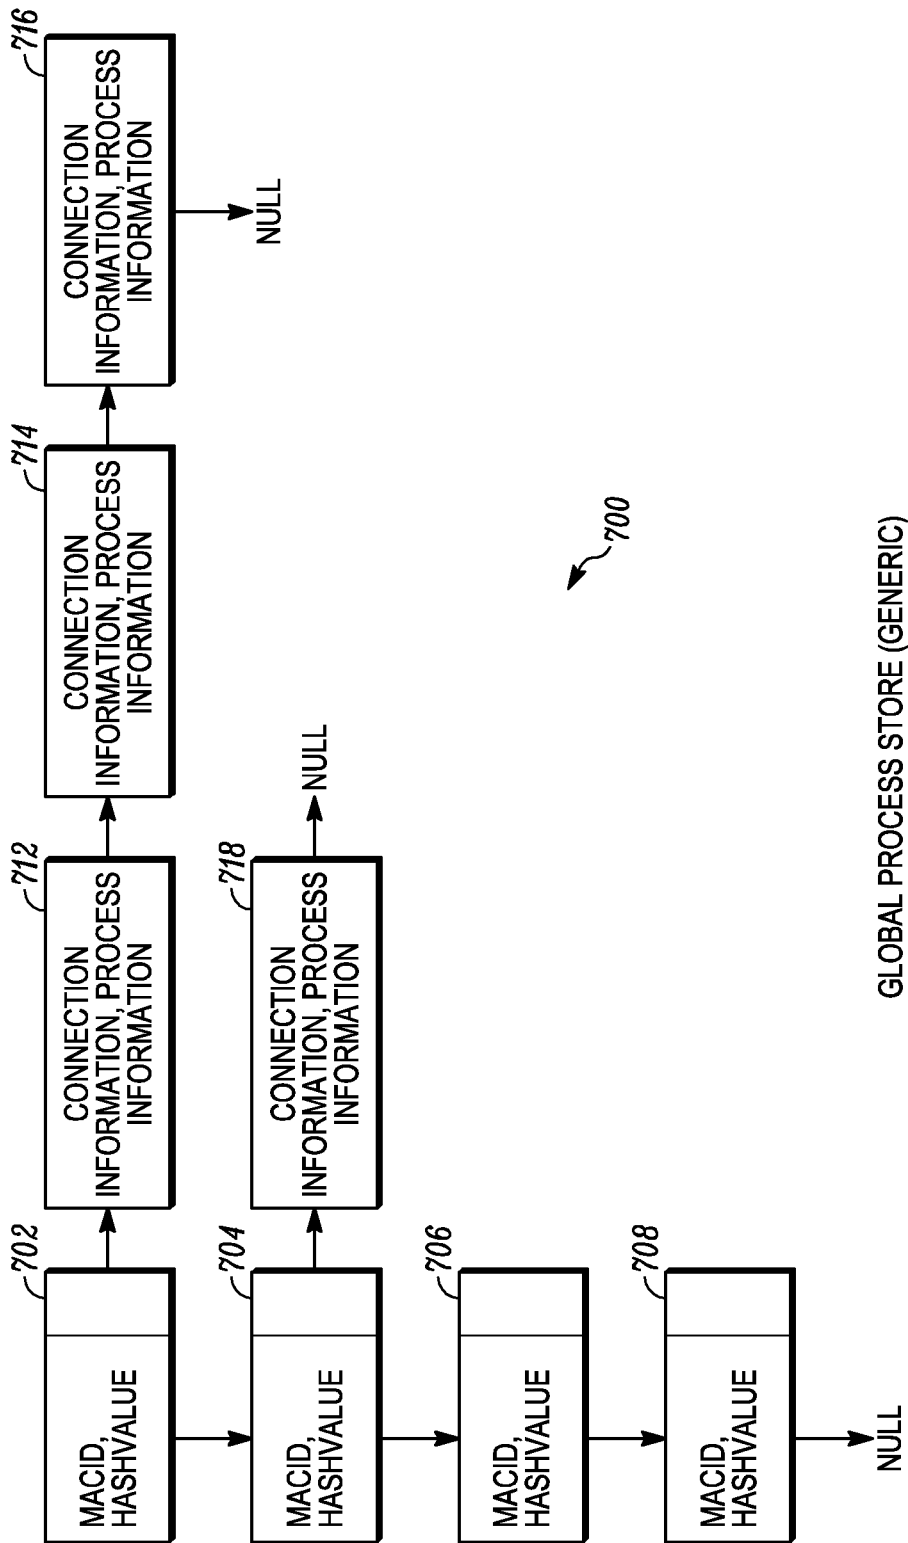 702
MACID,
HASHVALUE
712
CONNECTION
INFORMATION, PROCESS
INFORMATION
714
CONNECTION
INFORMATION, PROCESS
INFORMATION
716
CONNECTION
INFORMATION, PROCESS
INFORMATION
NULL
704
MACID,
HASHVALUE
718
CONNECTION
INFORMATION, PROCESS
INFORMATION
NULL
706
MACID,
HASHVALUE
708
MACID,
HASHVALUE
NULL
700
GLOBAL PROCESS STORE (GENERIC)